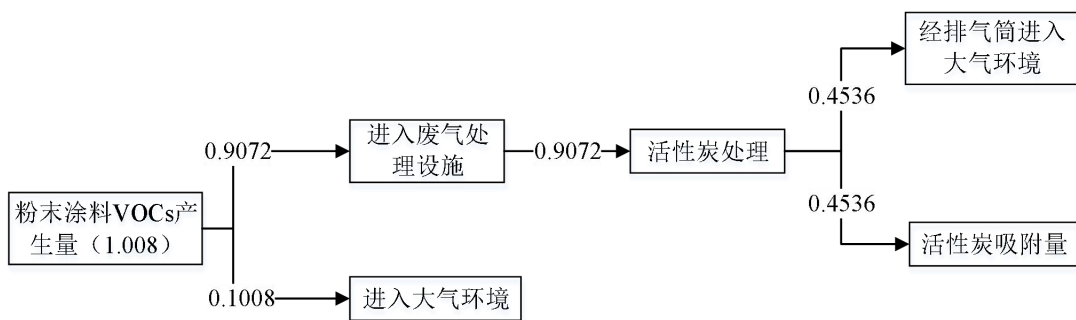 粉末涂料VOCs产
生量（1.008）
0.9072
0.1008
进入废气处
理设施
进入大气环境
0.9072
活性炭处理
0.4536
0.4536
经排气筒进入
大气环境
活性炭吸附量